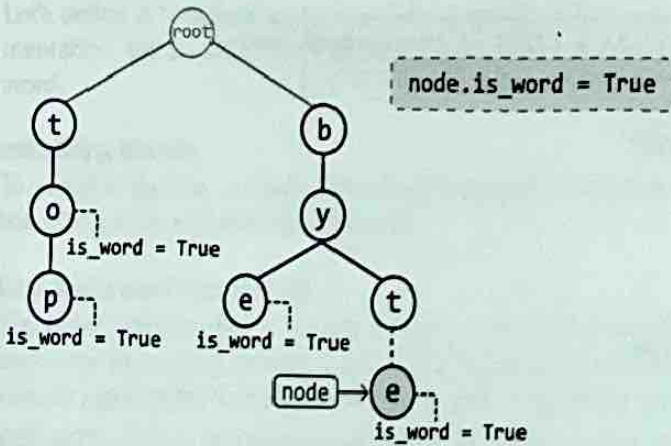 root
node.is_word = True
t
b
o
y
is_word = True
p
e
t
is_word = True
is_word = True
node
e
is_word = True